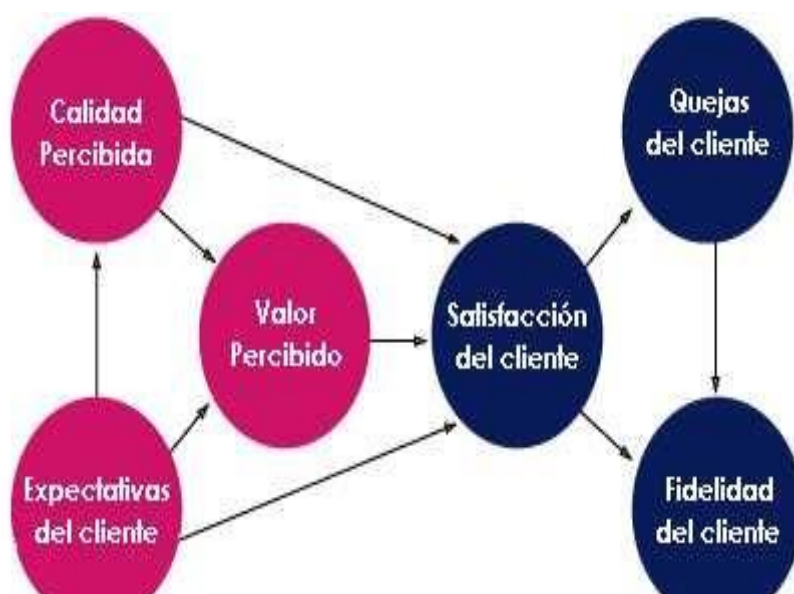 Calidad
Percibida
Quejas
del cliente
Valor
Percibido
Satisfacción
del cliente
Expectativas
del cliente
Fidelidad
del cliente